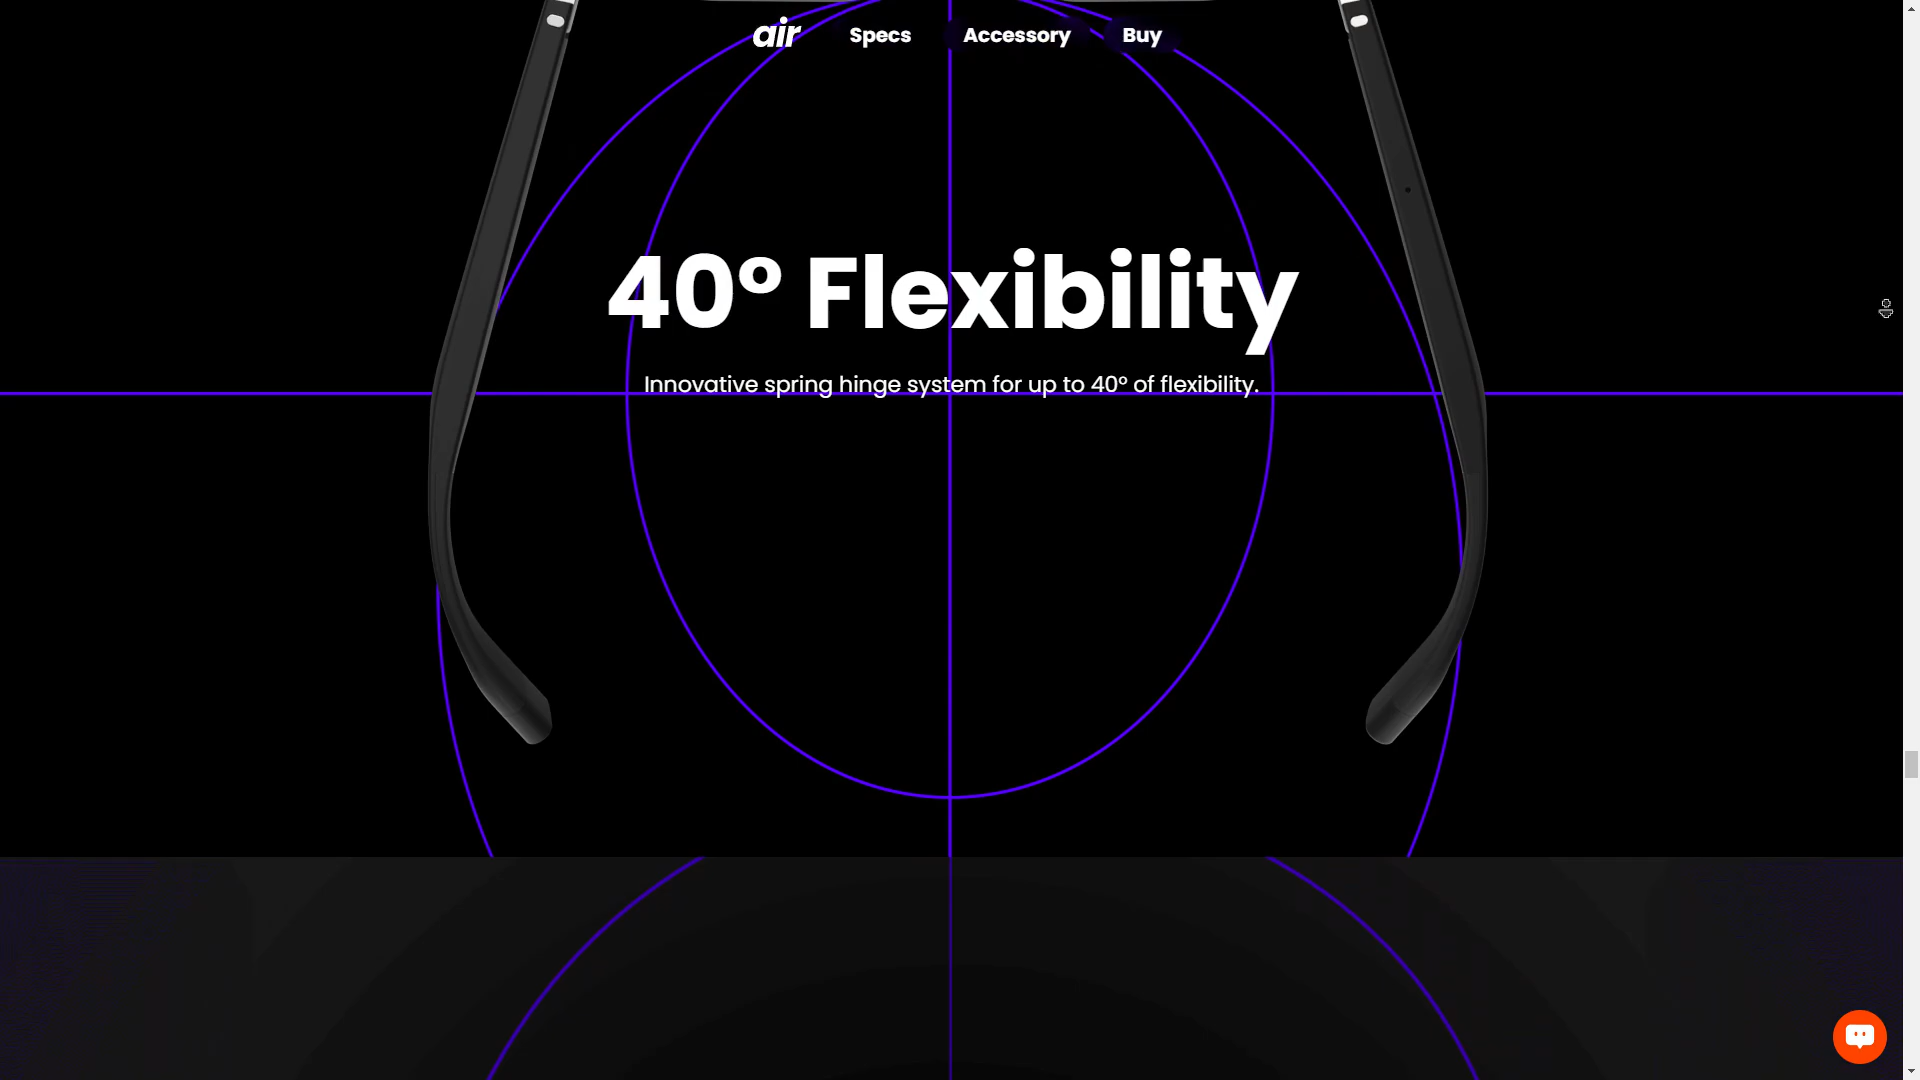 air
Specs
Accessory
Buy
40° Flexibility
Innovative spring hinge system for up to 40° of flexibility.